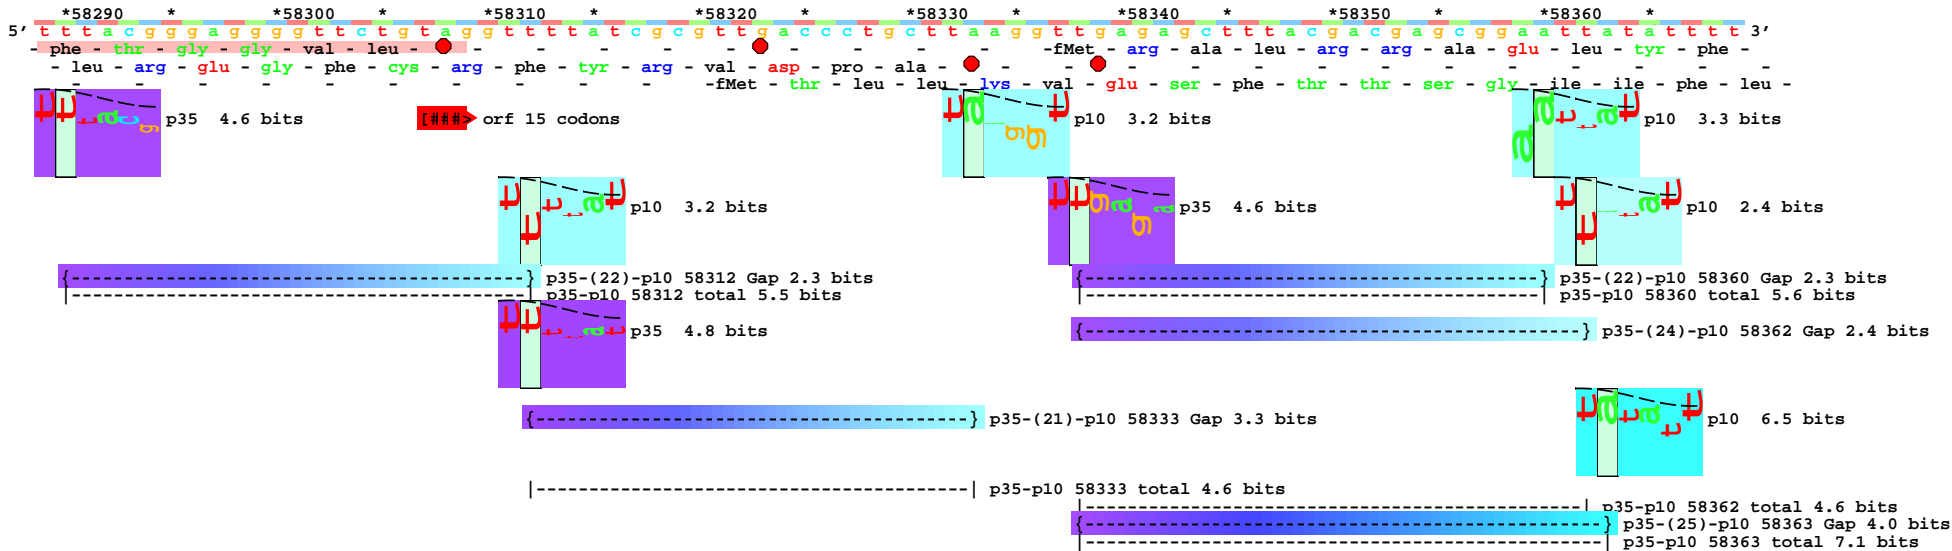 *58290 * *58300 * *58310 * *58320 * *58330 * *58340 * *58350 * *58360 *
5' t t t a c g g g a g g g g t t c t g t a g g t t t t a t c g c g t t g a c c c t g c t t a a g g t t g a g a g c t t t a c g a c g a g c g g a a t t a t a t t t t 3'
- phe - thr - gly - gly - val - leu - - - - - - - - - - -fMet - arg - ala - leu - arg - arg - ala - glu - leu - tyr - phe -
- leu - arg - glu - gly - phe - cys - arg - phe - tyr - arg - val - asp - pro - ala - - - - - - - - - - - -
- - - - - - - - - - -fMet - thr - leu - leu - lys - val - glu - ser - phe - thr - thr - ser - gly - ile - ile - phe - leu -
p35 4.6 bits
[###> orf 15 codons
p10 3.2 bits
p10 3.3 bits
p10 3.2 bits
p35 4.6 bits
p10 2.4 bits
{-------------------------------------------} p35-(22)-p10 58312 Gap 2.3 bits
{-------------------------------------------} p35-(22)-p10 58360 Gap 2.3 bits
|-------------------------------------------| p35-p10 58312 total 5.5 bits
|-------------------------------------------| p35-p10 58360 total 5.6 bits
p35 4.8 bits
{-----------------------------------------------} p35-(24)-p10 58362 Gap 2.4 bits
{-----------------------------------------} p35-(21)-p10 58333 Gap 3.3 bits
p10 6.5 bits
|-----------------------------------------| p35-p10 58333 total 4.6 bits
|-----------------------------------------------| p35-p10 58362 total 4.6 bits
{-------------------------------------------------} p35-(25)-p10 58363 Gap 4.0 bits
|-------------------------------------------------| p35-p10 58363 total 7.1 bits